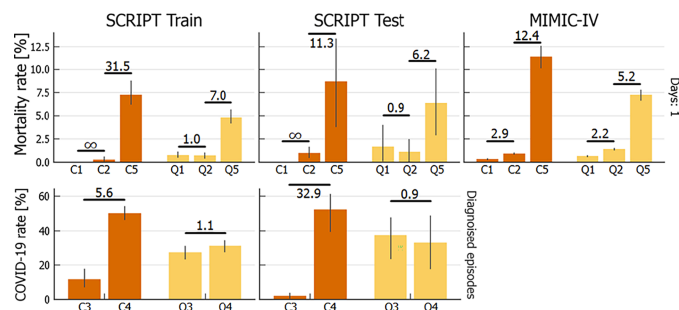 SCRIPT Train
SCRIPT Test
MIMIC-IV
Mortality rate [%]
12.5
10.0
7.5
5.0
2.5
0.0
31.5
∞
7.0
1.0
C1 C2 C5 Q1 Q2 Q5
11.3
∞
6.2
0.9
C1 C2 C5 Q1 Q2 Q5
12.4
2.9
5.2
2.2
C1 C2 C5 Q1 Q2 Q5
Days: 1
COVID-19 rate [%]
60
40
20
0
5.6
1.1
C3 C4 Q3 Q4
32.9
0.9
C3 C4 Q3 Q4
Diagnoised episodes